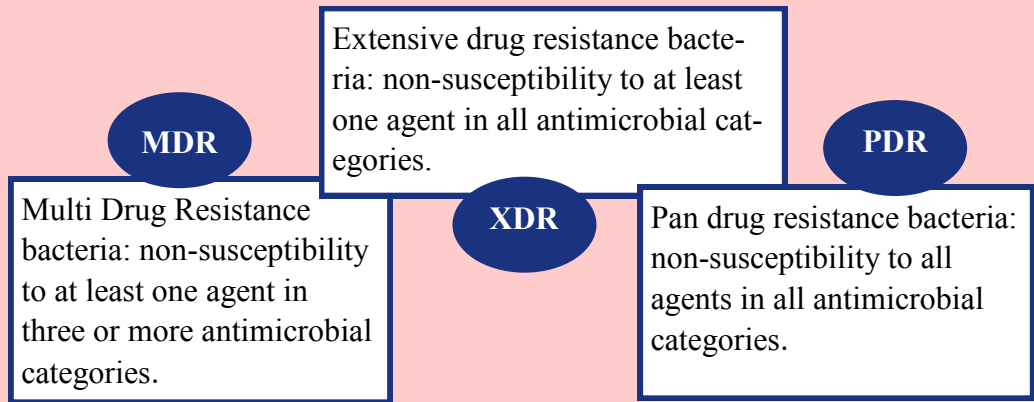 MDR
Multi Drug Resistance
bacteria: non-susceptibility
to at least one agent in
three or more antimicrobial
categories.
Extensive drug resistance bacte-
ria: non-susceptibility to at least
one agent in all antimicrobial cat-
egories.
XDR
PDR
Pan drug resistance bacteria:
non-susceptibility to all
agents in all antimicrobial
categories.